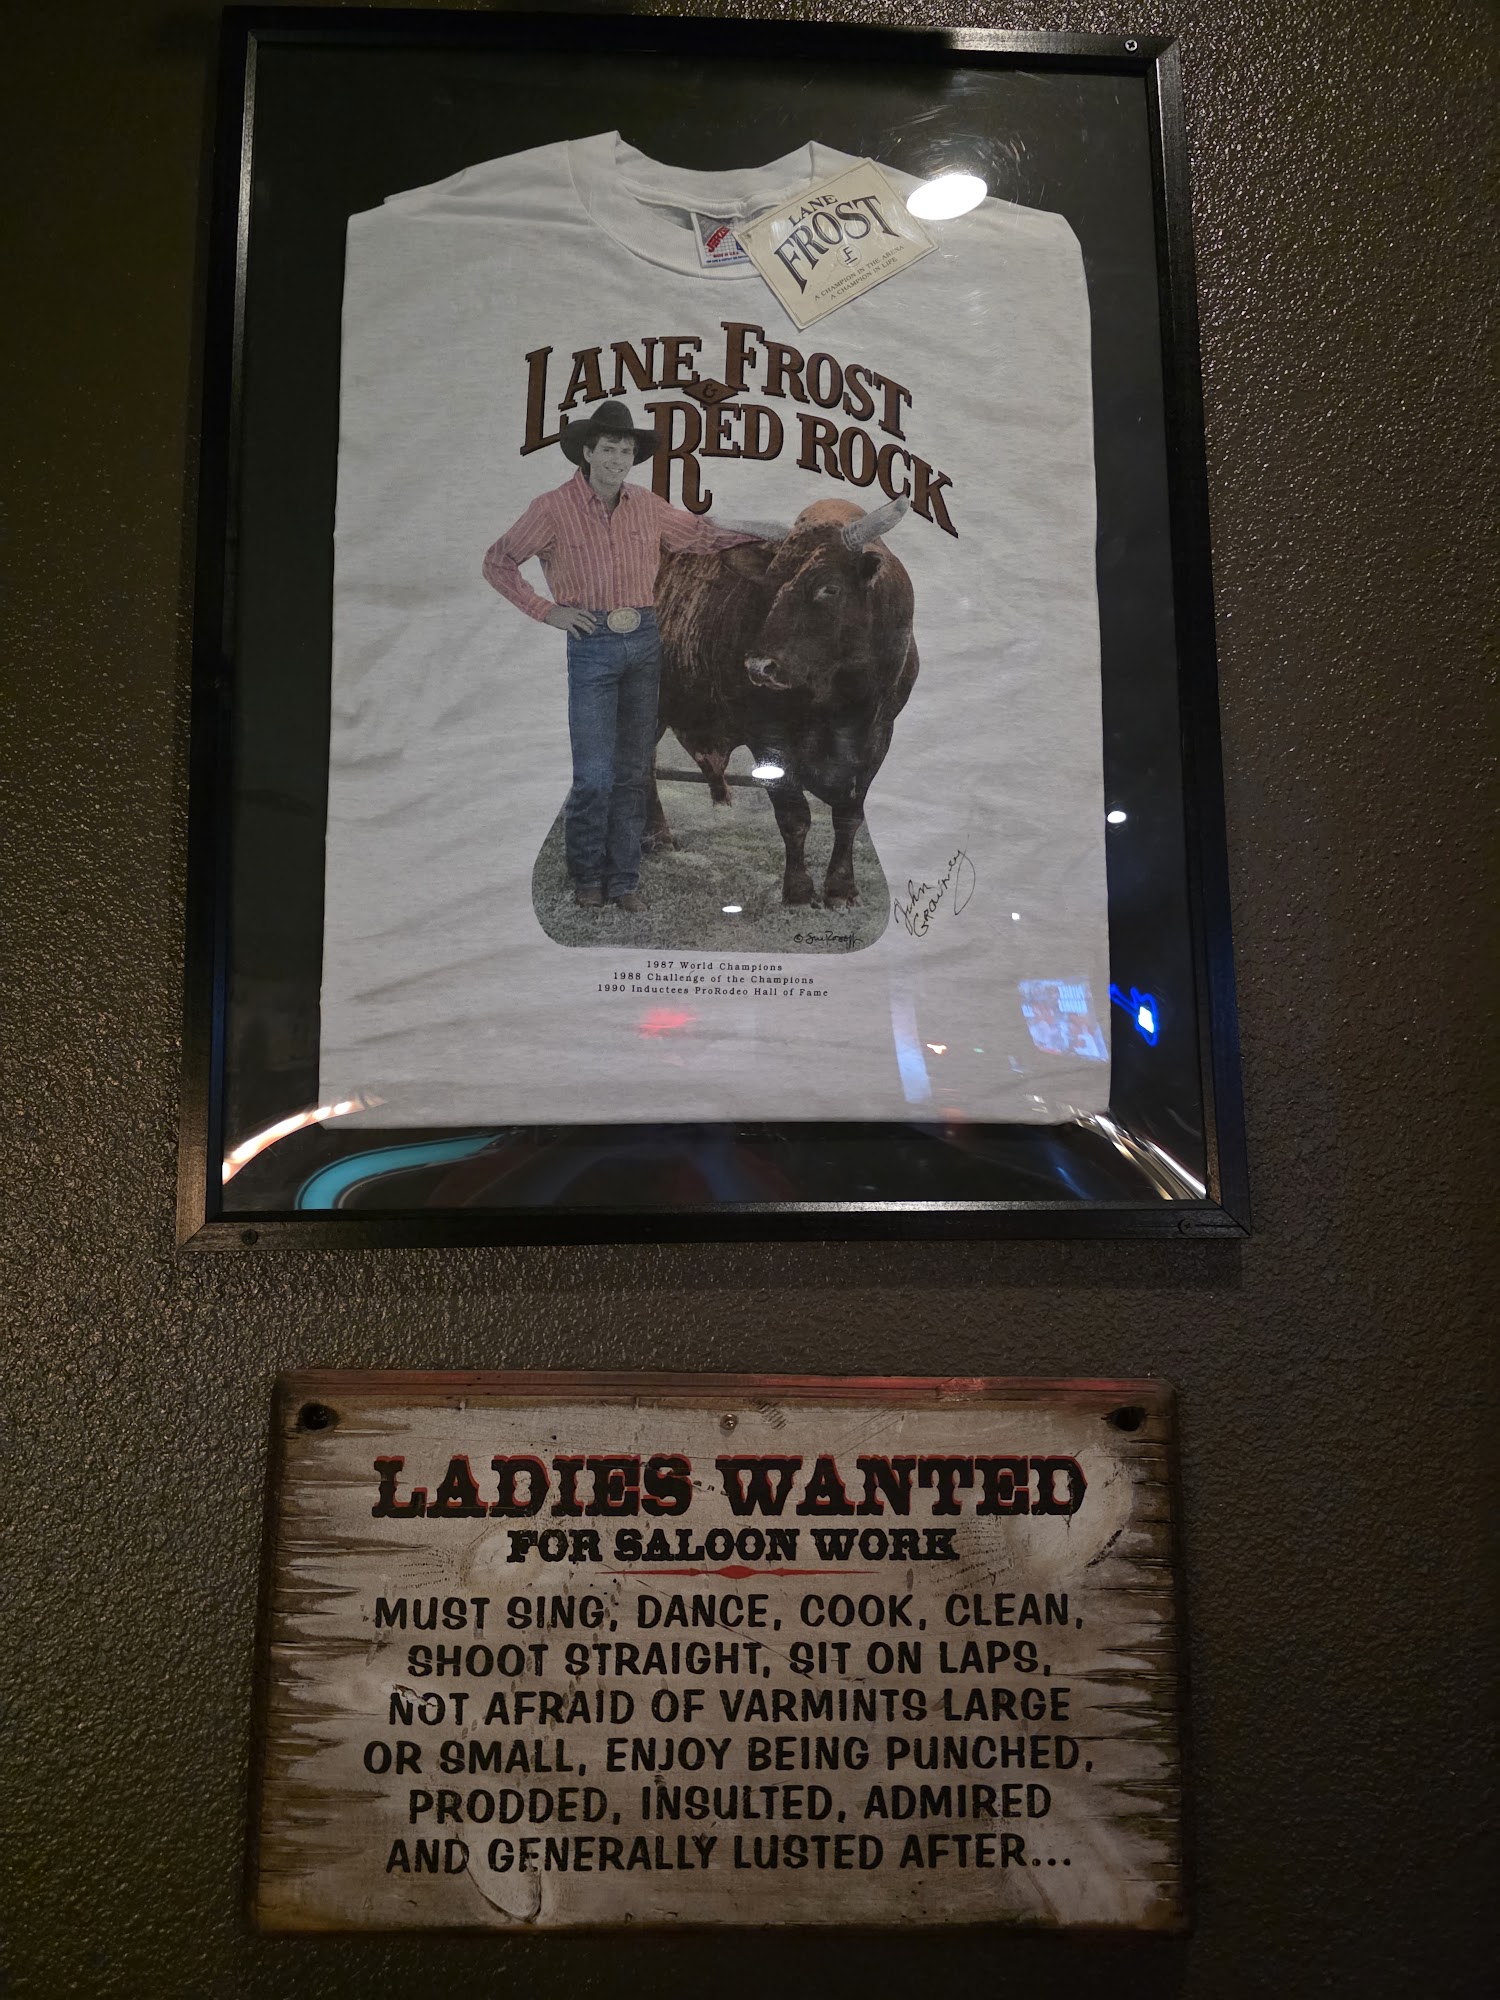 LANE
FROST
A CHAMPION IN THE ARENA
A CHAMPION IN LIFE
LANE FROST
&
RED ROCK
John
Growney
1987 World Champions
1988 Challenge of the Champions
1990 Inductees ProRodeo Hall of Fame
LADIES WANTED
FOR SALOON WORK
MUST SING, DANCE, COOK, CLEAN,
SHOOT STRAIGHT, SIT ON LAPS,
NOT AFRAID OF VARMINTS LARGE
OR SMALL, ENJOY BEING PUNCHED,
PRODDED, INSULTED, ADMIRED
AND GENERALLY LUSTED AFTER...